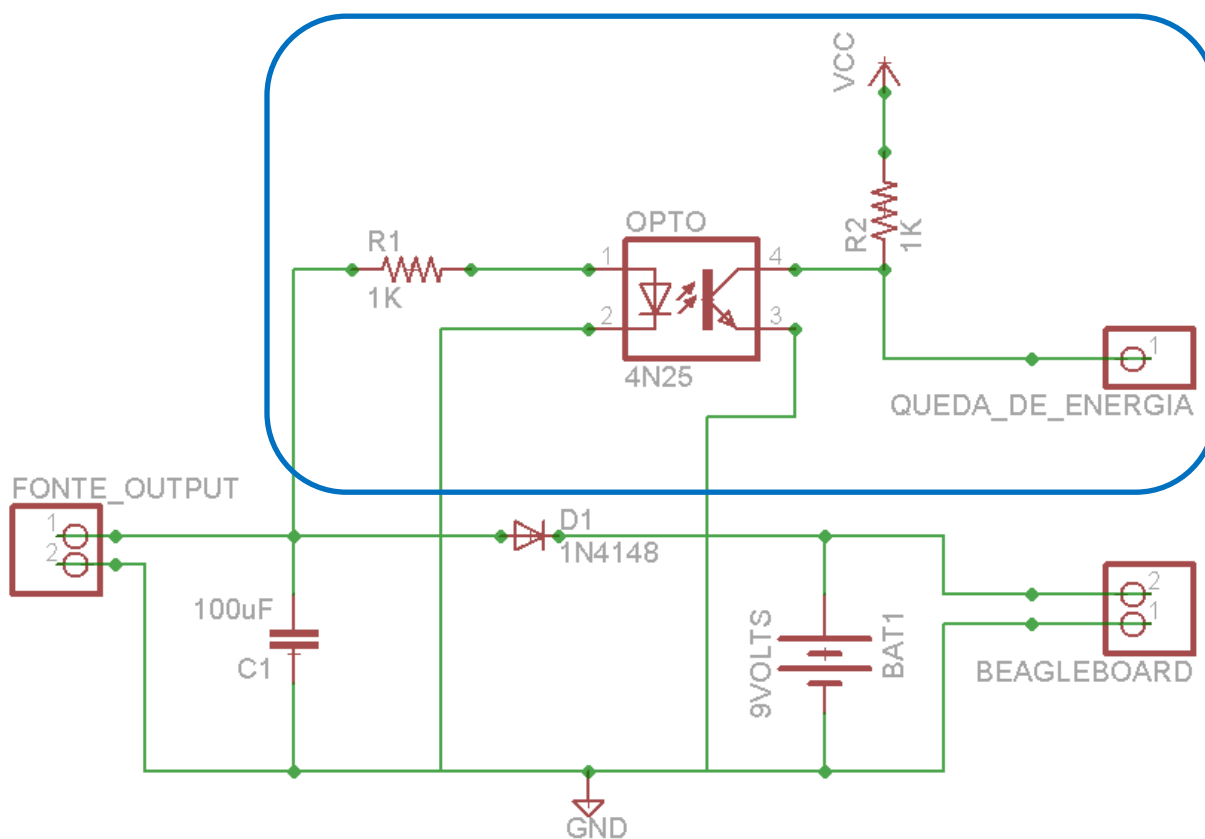 VCC
OPTO
R1
1K
R2
1K
1
2
4
3
4N25
1
QUEDA_DE_ENERGIA
FONTE_OUTPUT
1
2
D1
1N4148
100uF
C1
9VOLTS
BAT1
2
1
BEAGLEBOARD
GND